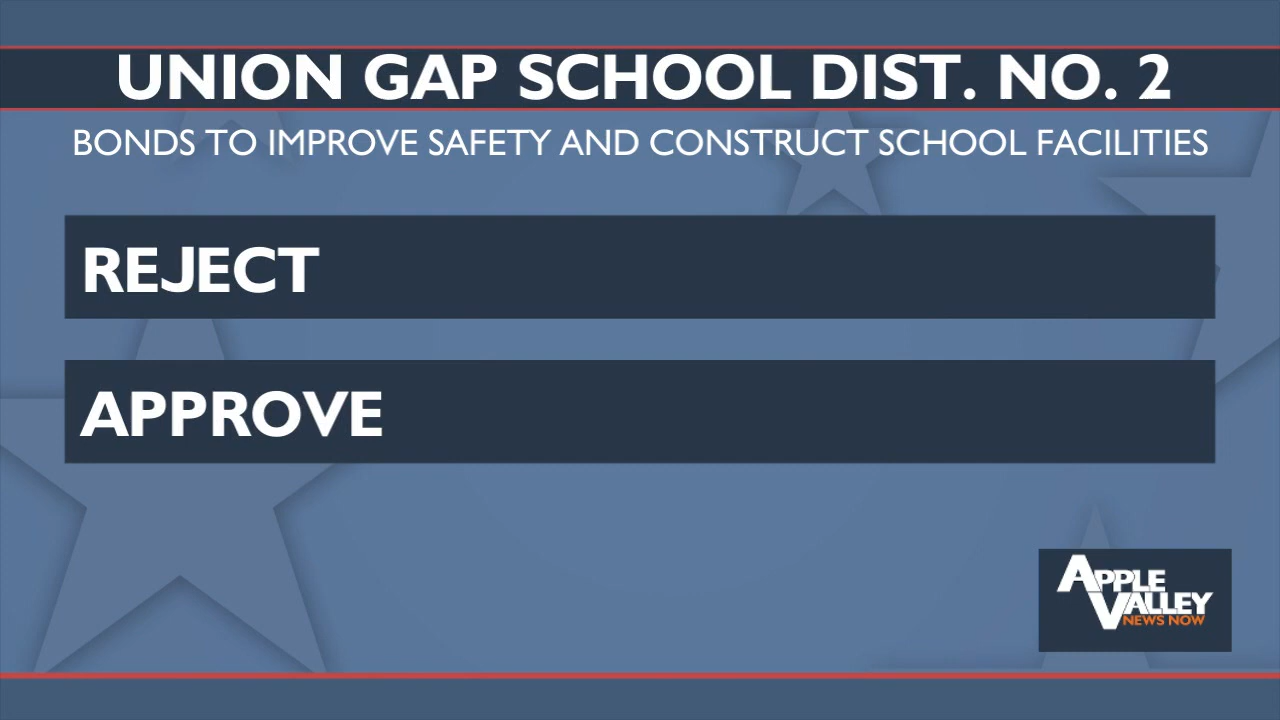 UNION GAP SCHOOL DIST. NO. 2
BONDS TO IMPROVE SAFETY AND CONSTRUCT SCHOOL FACILITIES
REJECT
APPROVE
APPLE
VALLEY
NEWS NOW